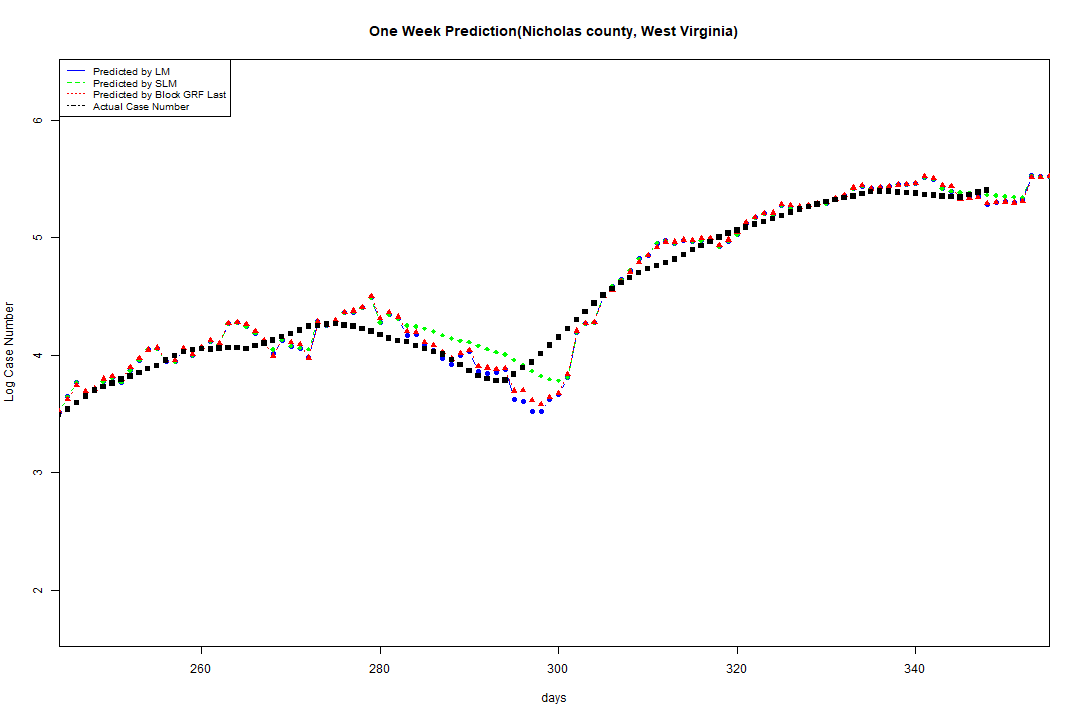 One Week Prediction(Nicholas county, West Virginia)
Predicted by LM
Predicted by SLM
Predicted by Block GRF Last
Actual Case Number
6
5
4
3
2
Log Case Number
260 280 300 320 340
days